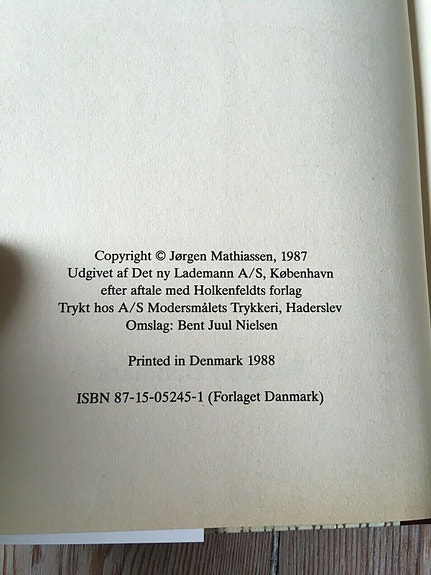 Copyright © Jørgen Mathiassen, 1987
Udgivet af Det ny Lademann A/S, København
efter aftale med Holkenfeldts forlag
Trykt hos A/S Modersmålets Trykkeri, Haderslev
Omslag: Bent Juul Nielsen
Printed in Denmark 1988
ISBN 87-15-05245-1 (Forlaget Danmark)